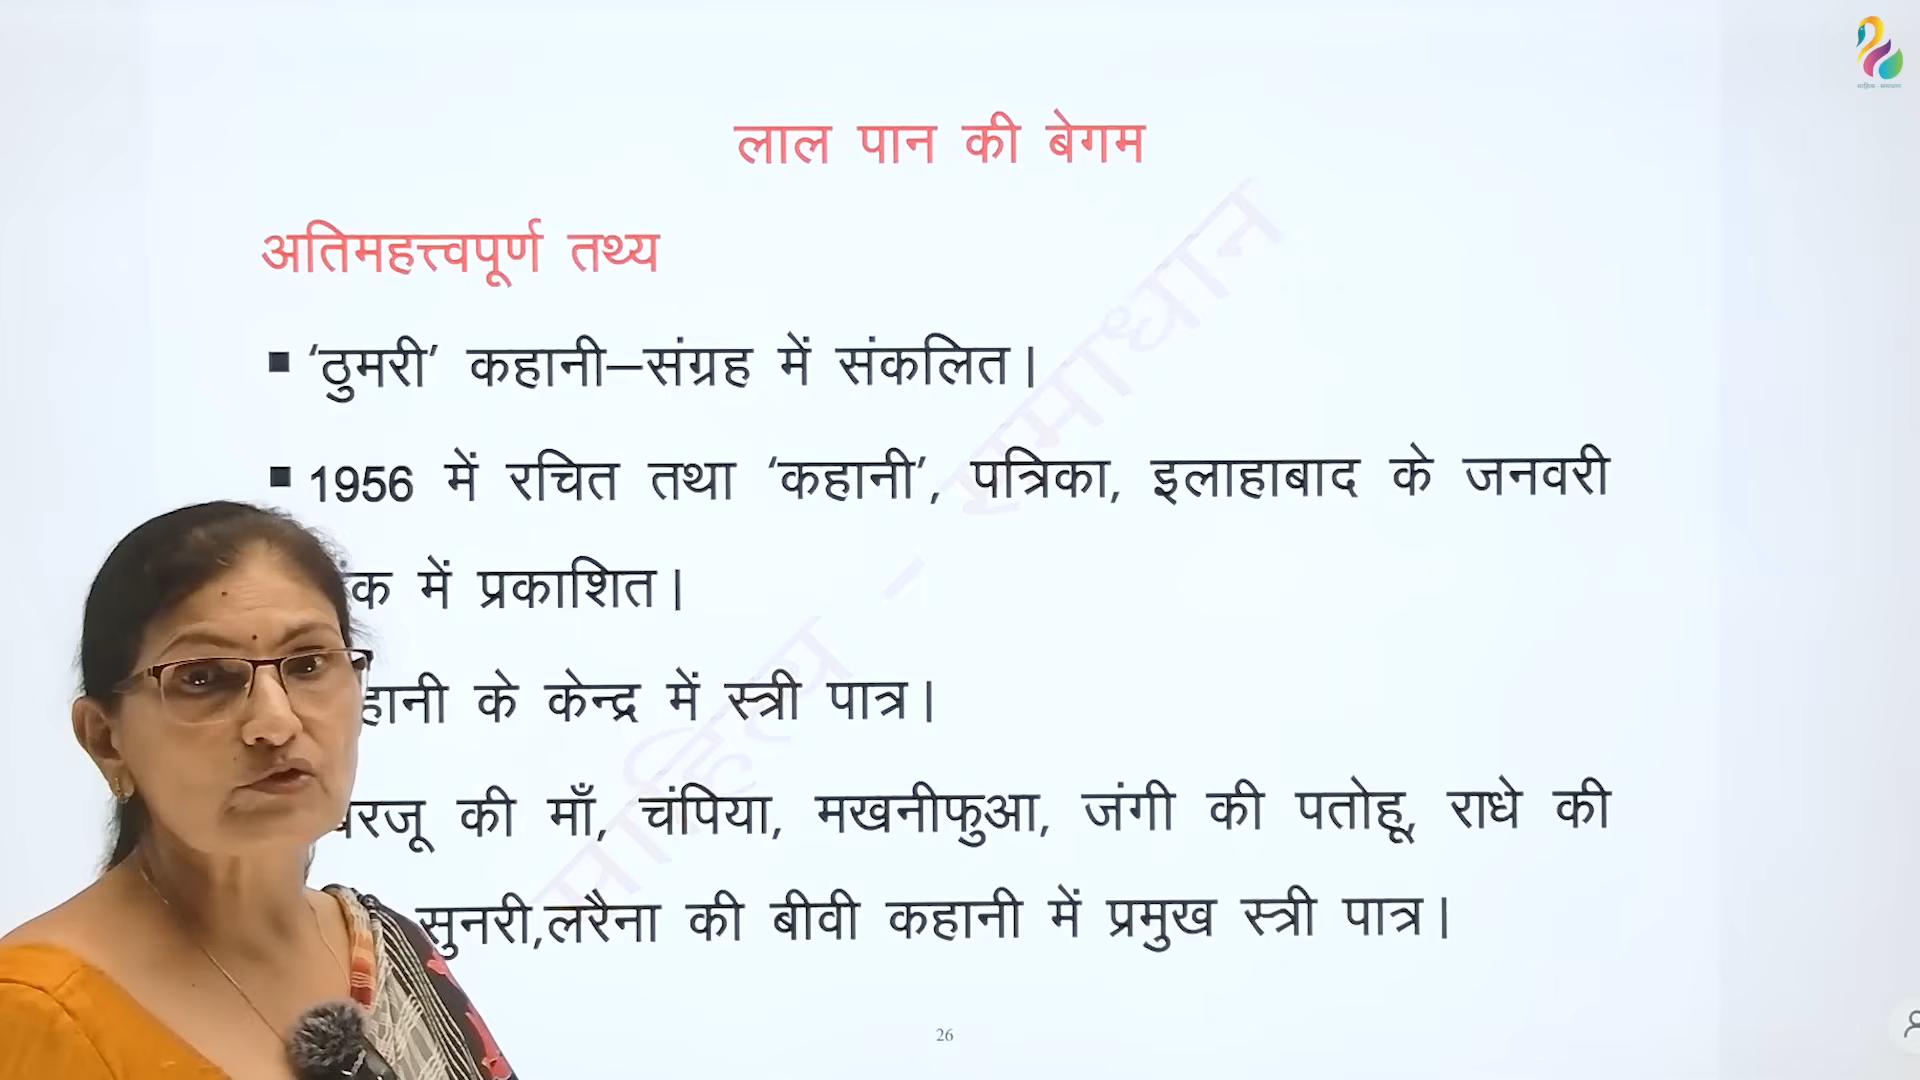 लाल पान की बेगम
अतिमहत्त्वपूर्ण तथ्य
▪ ‘ठुमरी’ कहानी–संग्रह में संकलित।
▪ 1956 में रचित तथा ‘कहानी’, पत्रिका, इलाहाबाद के जनवरी
में प्रकाशित।
के केन्द्र में स्त्री पात्र।
की माँ, चंपिया, मखनीफुआ, जंगी की पतोहू, राधे की
सुनरी,लरैना की बीवी कहानी में प्रमुख स्त्री पात्र।
साहित्य - समाधान
26